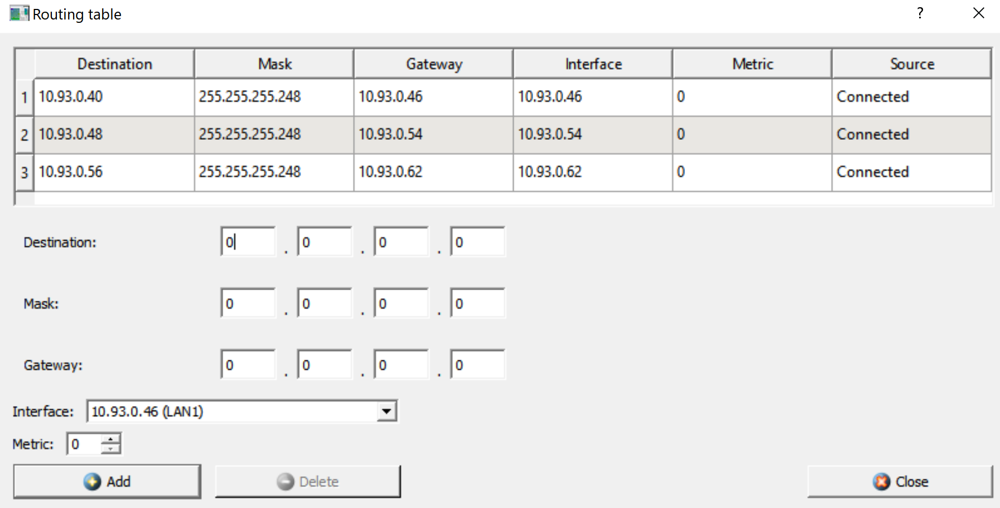 Routing table ?
Destination Mask Gateway Interface Metric Source
1 10.93.0.40 255.255.255.248 10.93.0.46 10.93.0.46 0 Connected
2 10.93.0.48 255.255.255.248 10.93.0.54 10.93.0.54 0 Connected
3 10.93.0.56 255.255.255.248 10.93.0.62 10.93.0.62 0 Connected
Destination: 0 . 0 . 0 . 0
Mask: 0 . 0 . 0 . 0
Gateway: 0 . 0 . 0 . 0
Interface: 10.93.0.46 (LAN1)
Metric: 0
Add Delete Close